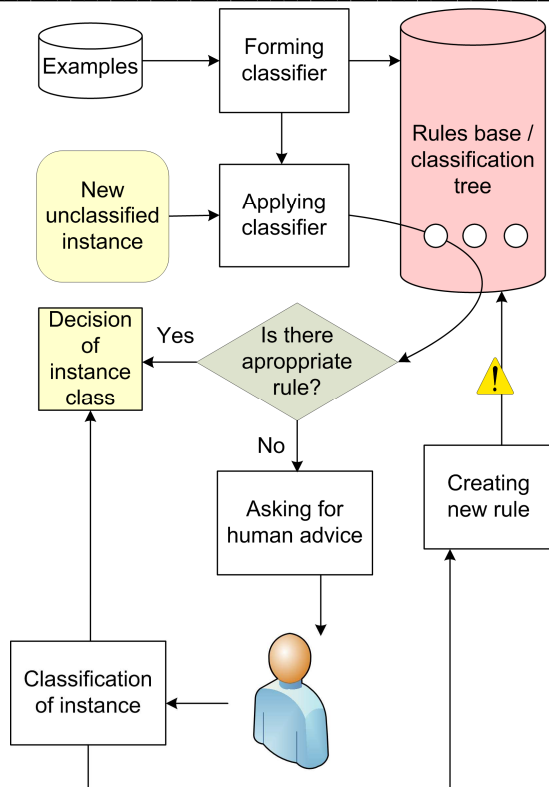 Examples
Forming
classifier
Rules base /
classification
tree
New
unclassified
instance
Applying
classifier
Decision
of
instance
class
Yes
Is there
aproppriate
rule?
!
No
Asking for
human advice
Creating
new rule
Classification
of instance